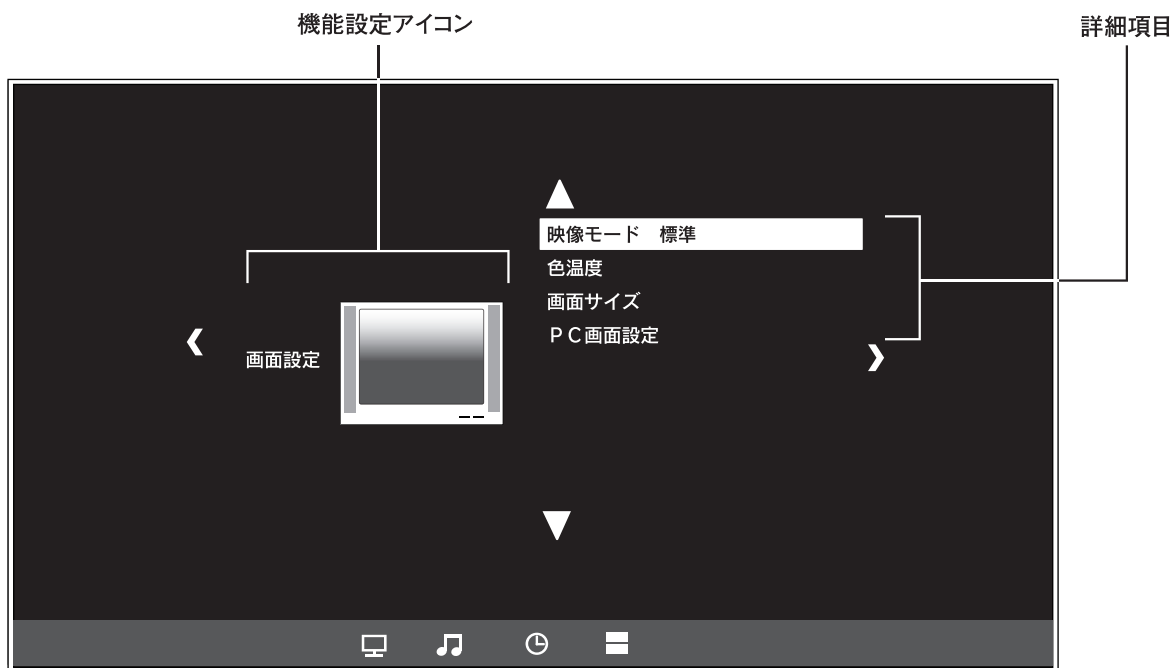 機能設定アイコン
詳細項目
映像モード　標準
色温度
画面サイズ
ＰＣ画面設定
画面設定